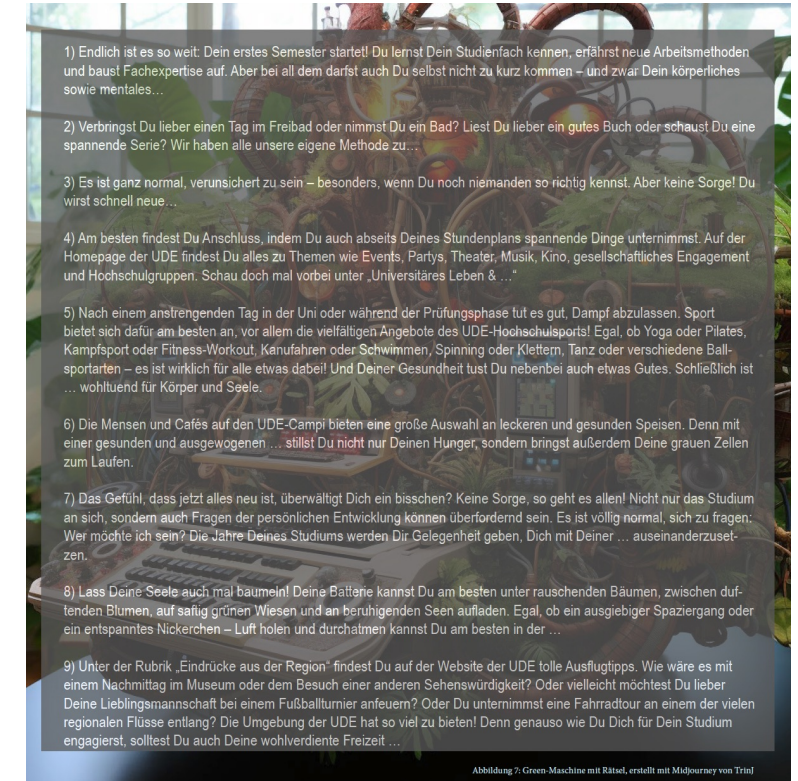 1) Endlich ist es so weit: Dein erstes Semester startet! Du lernst Dein Studienfach kennen, erfährst neue Arbeitsmethoden
und baust Fachexpertise auf. Aber bei all dem darfst auch Du selbst nicht zu kurz kommen – und zwar Dein körperliches
sowie mentales…
2) Verbringst Du lieber einen Tag im Freibad oder nimmst Du ein Bad? Liest Du lieber ein gutes Buch oder schaust Du eine
spannende Serie? Wir haben alle unsere eigene Methode zu…
3) Es ist ganz normal, verunsichert zu sein – besonders, wenn Du noch niemanden so richtig kennst. Aber keine Sorge! Du
wirst schnell neue…
4) Am besten findest Du Anschluss, indem Du auch abseits Deines Stundenplans spannende Dinge unternimmst. Auf der
Homepage der UDE findest Du alles zu Themen wie Events, Partys, Theater, Musik, Kino, gesellschaftliches Engagement
und Hochschulgruppen. Schau doch mal vorbei unter „Universitäres Leben & …“
5) Nach einem anstrengenden Tag in der Uni oder während der Prüfungsphase tut es gut, Dampf abzulassen. Sport
bietet sich dafür am besten an, vor allem die vielfältigen Angebote des UDE-Hochschulsports! Egal, ob Yoga oder Pilates,
Kampfsport oder Fitness-Workout, Kanufahren oder Schwimmen, Spinning oder Klettern, Tanz oder verschiedene Ball-
sportarten – es ist wirklich für alle etwas dabei! Und Deiner Gesundheit tust Du nebenbei auch etwas Gutes. Schließlich ist
… wohltuend für Körper und Seele.
6) Die Mensen und Cafés auf den UDE-Campi bieten eine große Auswahl an leckeren und gesunden Speisen. Denn mit
einer gesunden und ausgewogenen … stillst Du nicht nur Deinen Hunger, sondern bringst außerdem Deine grauen Zellen
zum Laufen.
7) Das Gefühl, dass jetzt alles neu ist, überwältigt Dich ein bisschen? Keine Sorge, so geht es allen! Nicht nur das Studium
an sich, sondern auch Fragen der persönlichen Entwicklung können überfordernd sein. Es ist völlig normal, sich zu fragen:
Wer möchte ich sein? Die Jahre Deines Studiums werden Dir Gelegenheit geben, Dich mit Deiner … auseinanderzuset-
zen.
8) Lass Deine Seele auch mal baumeln! Deine Batterie kannst Du am besten unter rauschenden Bäumen, zwischen duf-
tenden Blumen, auf saftig grünen Wiesen und an beruhigenden Seen aufladen. Egal, ob ein ausgiebiger Spaziergang oder
ein entspanntes Nickerchen – Luft holen und durchatmen kannst Du am besten in der …
9) Unter der Rubrik „Eindrücke aus der Region“ findest Du auf der Website der UDE tolle Ausflugtipps. Wie wäre es mit
einem Nachmittag im Museum oder dem Besuch einer anderen Sehenswürdigkeit? Oder vielleicht möchtest Du lieber
Deine Lieblingsmannschaft bei einem Fußballturnier anfeuern? Oder Du unternimmst eine Fahrradtour an einem der vielen
regionalen Flüsse entlang? Die Umgebung der UDE hat so viel zu bieten! Denn genauso wie Du Dich für Dein Studium
engagierst, solltest Du auch Deine wohlverdiente Freizeit …
Abbildung 7: Green-Maschine mit Rätsel, erstellt mit Midjourney von TrinJ